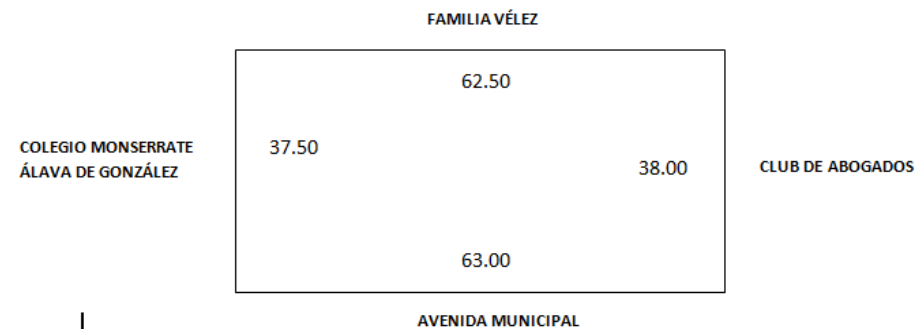 FAMILIA VÉLEZ
62.50
COLEGIO MONSERRATE
ÁLAVA DE GONZÁLEZ
37.50
38.00
CLUB DE ABOGADOS
63.00
AVENIDA MUNICIPAL